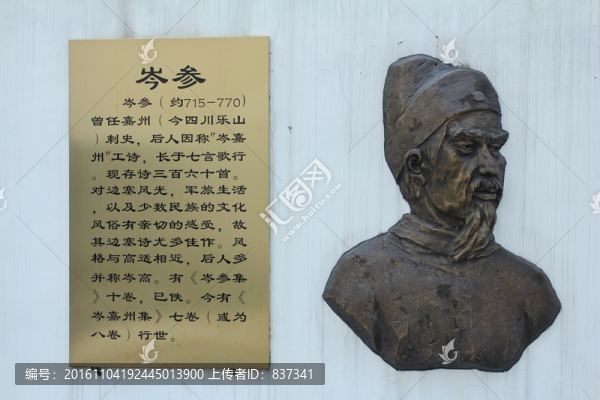 岑参
岑参（约715-770）
曾任嘉州（今四川乐山
）刺史，后人因称"岑嘉
州"工诗，长于七言歌行
。现存诗三百六十首。
对边塞风光，军旅生活
，以及少数民族的文化
风俗有亲切的感受，故
其边塞诗尤多佳作。风
格与高适相近，后人多
并称岑高。有《岑参集
》十卷，已佚。今有《
岑嘉州集》七卷（或为
八卷）行世。
编号：20161104192445013900 上传者ID：837341